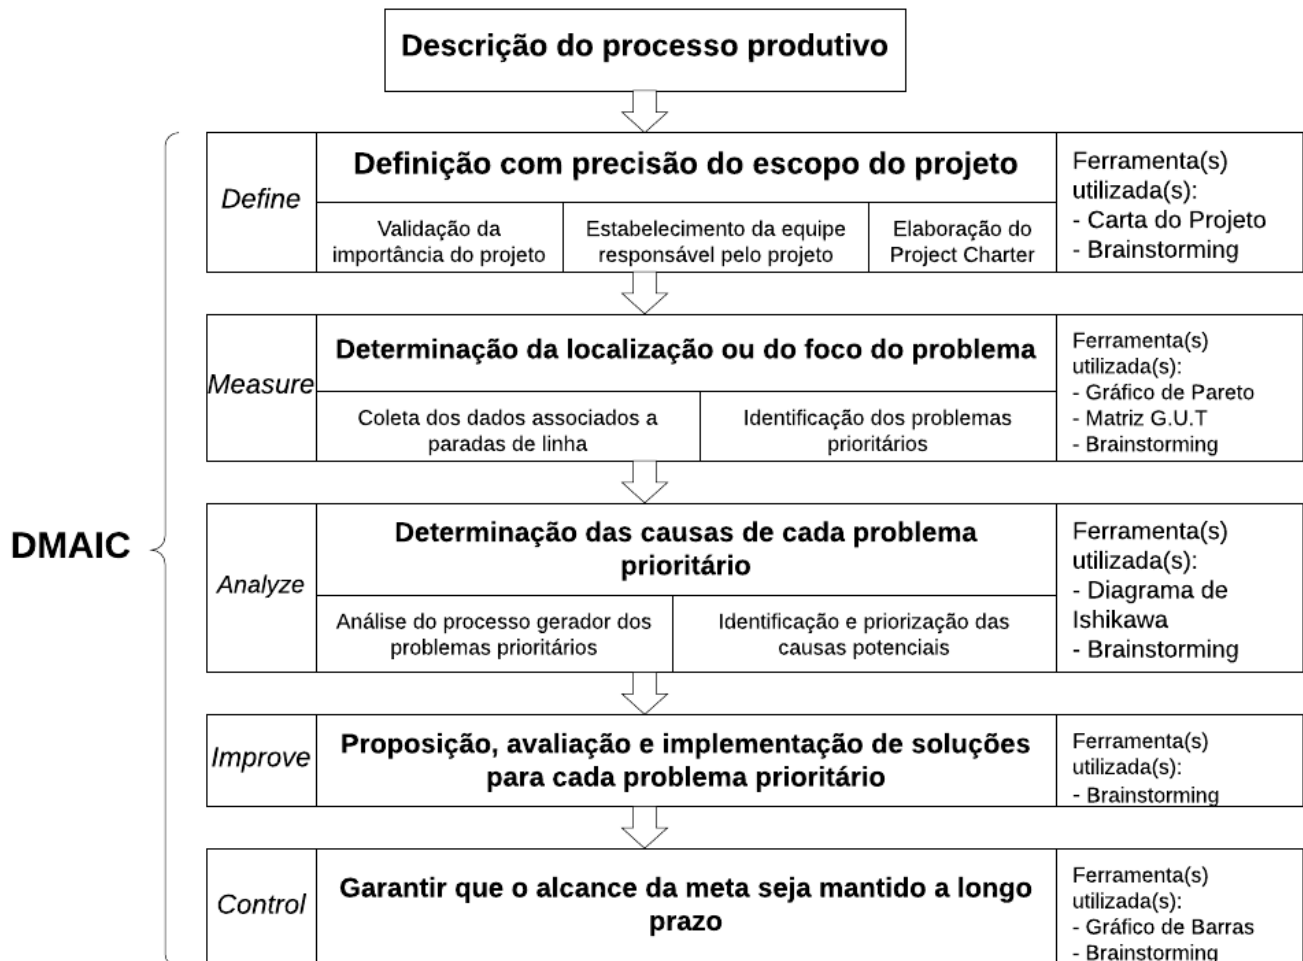 Descrição do processo produtivo
Define
Definição com precisão do escopo do projeto
Validação da
importância do projeto
Estabelecimento da equipe
responsável pelo projeto
Elaboração do
Project Charter
Ferramenta(s)
utilizada(s):
- Carta do Projeto
- Brainstorming
Measure
Determinação da localização ou do foco do problema
Coleta dos dados associados a
paradas de linha
Identificação dos problemas
prioritários
Ferramenta(s)
utilizada(s):
- Gráfico de Pareto
- Matriz G.U.T
- Brainstorming
DMAIC
Analyze
Determinação das causas de cada problema
prioritário
Análise do processo gerador dos
problemas prioritários
Identificação e priorização das
causas potenciais
Ferramenta(s)
utilizada(s):
- Diagrama de
Ishikawa
- Brainstorming
Improve
Proposição, avaliação e implementação de soluções
para cada problema prioritário
Ferramenta(s)
utilizada(s):
- Brainstorming
Control
Garantir que o alcance da meta seja mantido a longo
prazo
Ferramenta(s)
utilizada(s):
- Gráfico de Barras
- Brainstorming